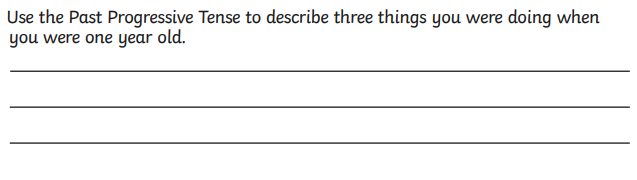 Use the Past Progressive Tense to describe three things you were doing when
you were one year old.